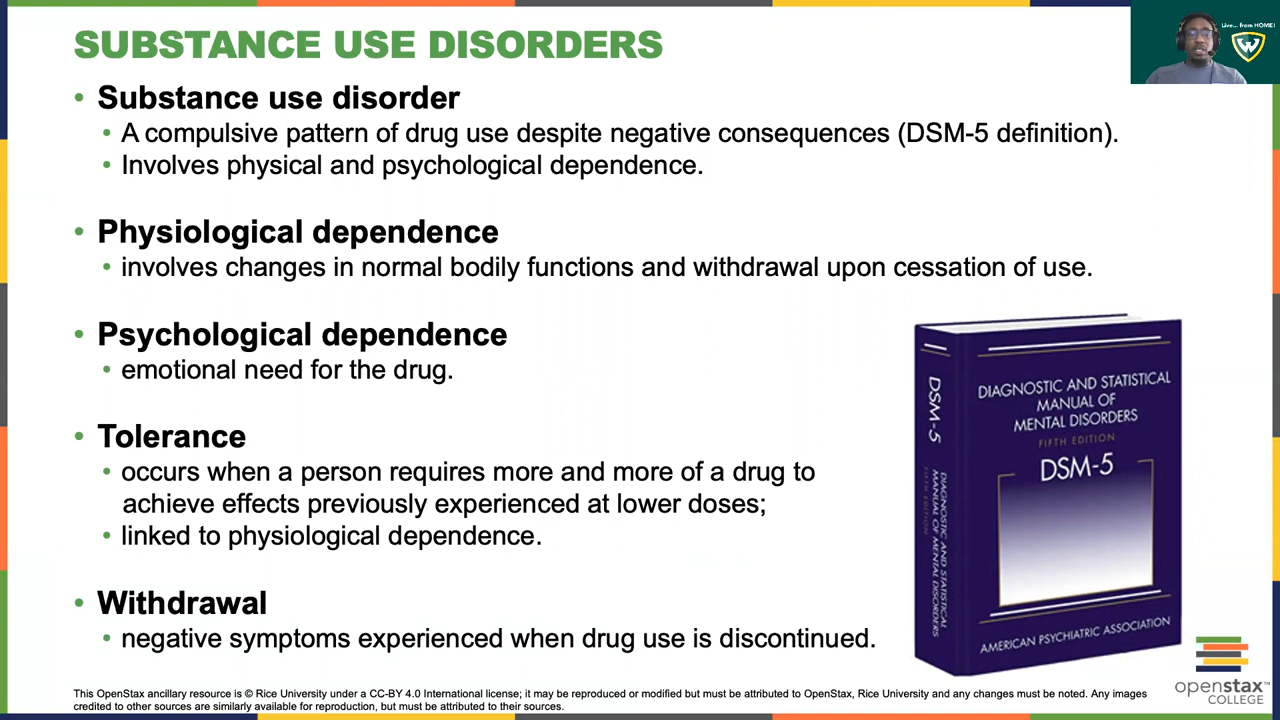 SUBSTANCE USE DISORDERS
Live... from HOME!
• Substance use disorder
• A compulsive pattern of drug use despite negative consequences (DSM-5 definition).
• Involves physical and psychological dependence.
• Physiological dependence
• involves changes in normal bodily functions and withdrawal upon cessation of use.
• Psychological dependence
• emotional need for the drug.
• Tolerance
• occurs when a person requires more and more of a drug to
achieve effects previously experienced at lower doses;
• linked to physiological dependence.
• Withdrawal
• negative symptoms experienced when drug use is discontinued.
DSM-5
DIAGNOSTIC AND STATISTICAL
MANUAL OF MENTAL DISORDERS
FIFTH EDITION
DIAGNOSTIC AND STATISTICAL
MANUAL OF
MENTAL DISORDERS
FIFTH EDITION
DSM-5
AMERICAN PSYCHIATRIC ASSOCIATION
openstax™
COLLEGE
This OpenStax ancillary resource is © Rice University under a CC-BY 4.0 International license; it may be reproduced or modified but must be attributed to OpenStax, Rice University and any changes must be noted. Any images
credited to other sources are similarly available for reproduction, but must be attributed to their sources.